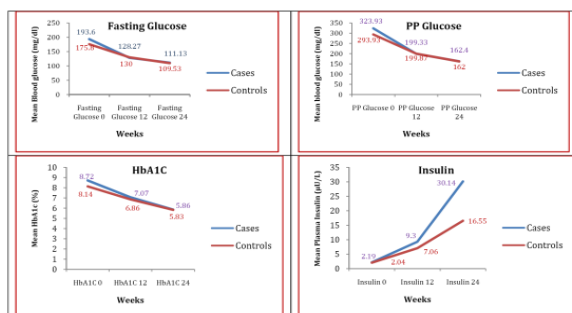 Fasting Glucose
Mean Blood glucose (mg/dl)
250
200
150
100
50
0
193.6
175.8
128.27
130
111.13
109.53
Fasting Glucose 0
Fasting Glucose 12
Fasting Glucose 24
Weeks
Cases
Controls
PP Glucose
Mean blood glucose (mg/dl)
350
300
250
200
150
100
50
0
323.93
293.93
199.33
199.87
162.4
162
PP Glucose 0
PP Glucose 12
PP Glucose 24
Weeks
Cases
Controls
HbA1C
Mean HbA1c (%)
10
9
8
7
6
5
4
3
2
1
0
8.72
8.14
7.07
6.86
5.86
5.83
HbA1C 0
HbA1C 12
HbA1C 24
Weeks
Cases
Controls
Insulin
Mean Plasma Insulin (µU/L)
35
30
25
20
15
10
5
0
2.19
2.04
9.3
7.06
30.14
16.55
Insulin 0
Insulin 12
Insulin 24
Weeks
Cases
Controls